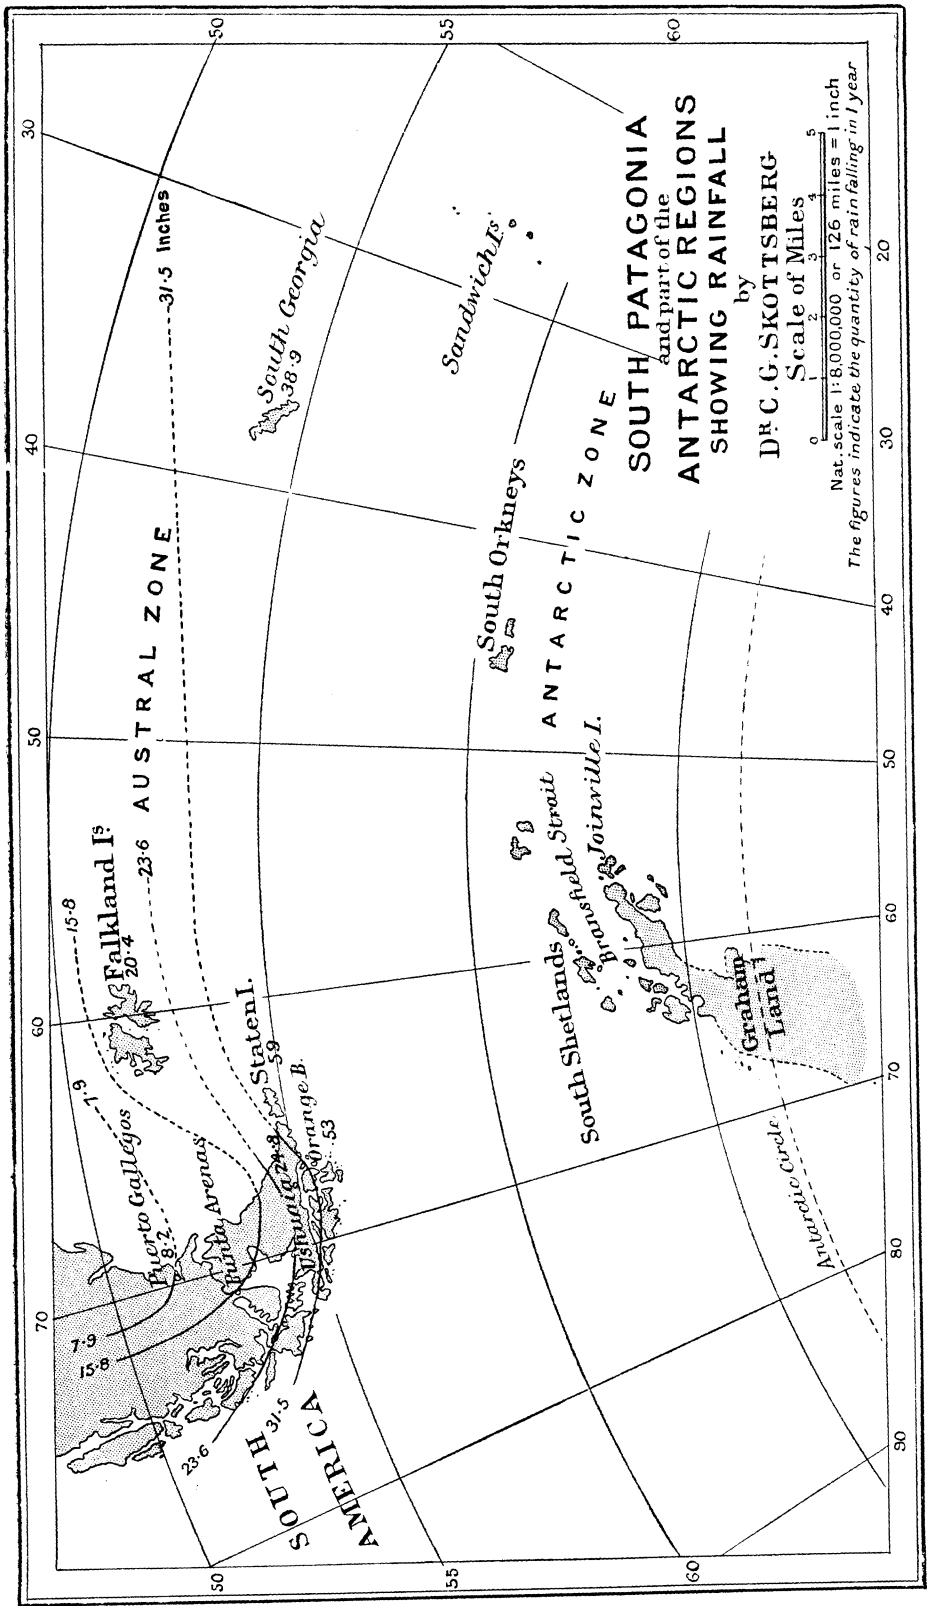 SOUTH PATAGONIA
and part of the
ANTARCTIC REGIONS
SHOWING RAINFALL
by
DR. C. G. SKOTTSBERG
Scale of Miles
0 1 2 3 4 5
Nat. scale 1:8,000,000 or 126 miles = 1 inch
The figures indicate the quantity of rain falling in 1 year
50
55
60
30
40
50
60
70
20
30
40
50
60
70
80
90
50
55
60
31.5 Inches
South Georgia
38.9
Sandwich Is.
AUSTRAL ZONE
23.6
15.8
7.9
Falkland Is.
20.4
Staten I.
59
Puerto Gallegos
8.2
Punta Arenas
Ushuaia 24.8
Orange B.
53
7.9
15.8
23.6
31.5
SOUTH
AMERICA
South Orkneys
ANTARCTIC ZONE
South Shetlands
Bransfield Strait
Joinville I.
Graham
Land
Antarctic Circle